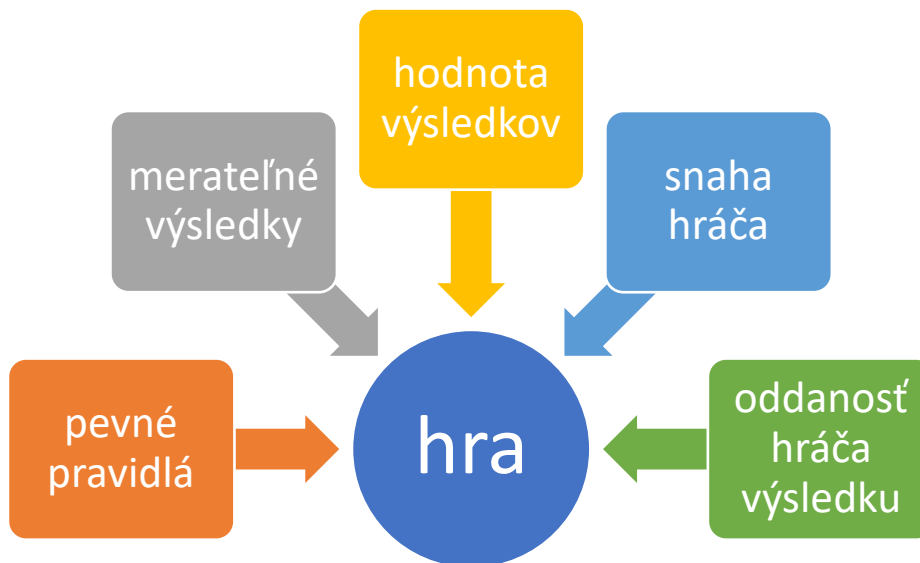 hodnota
výsledkov
merateľné
výsledky
snaha
hráča
pevné
pravidlá
hra
oddanosť
hráča
výsledku